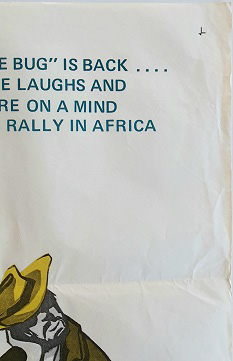 E BUG" IS BACK ....
E LAUGHS AND
RE ON A MIND
RALLY IN AFRICA